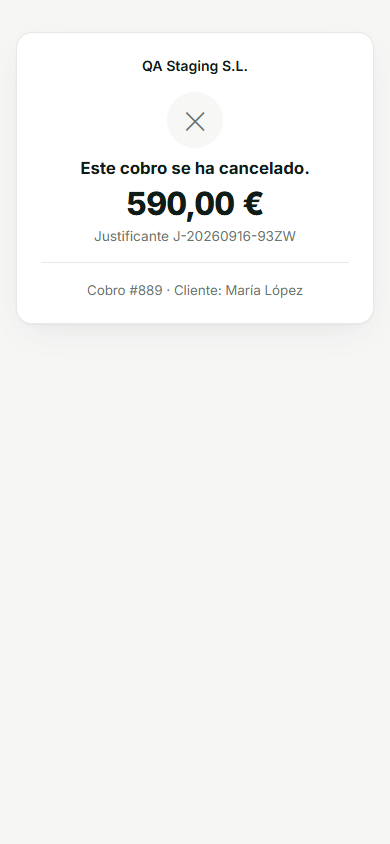 QA Staging S.L.
Este cobro se ha cancelado.
590,00 €
Justificante J-20260916-93ZW
Cobro #889 · Cliente: María López